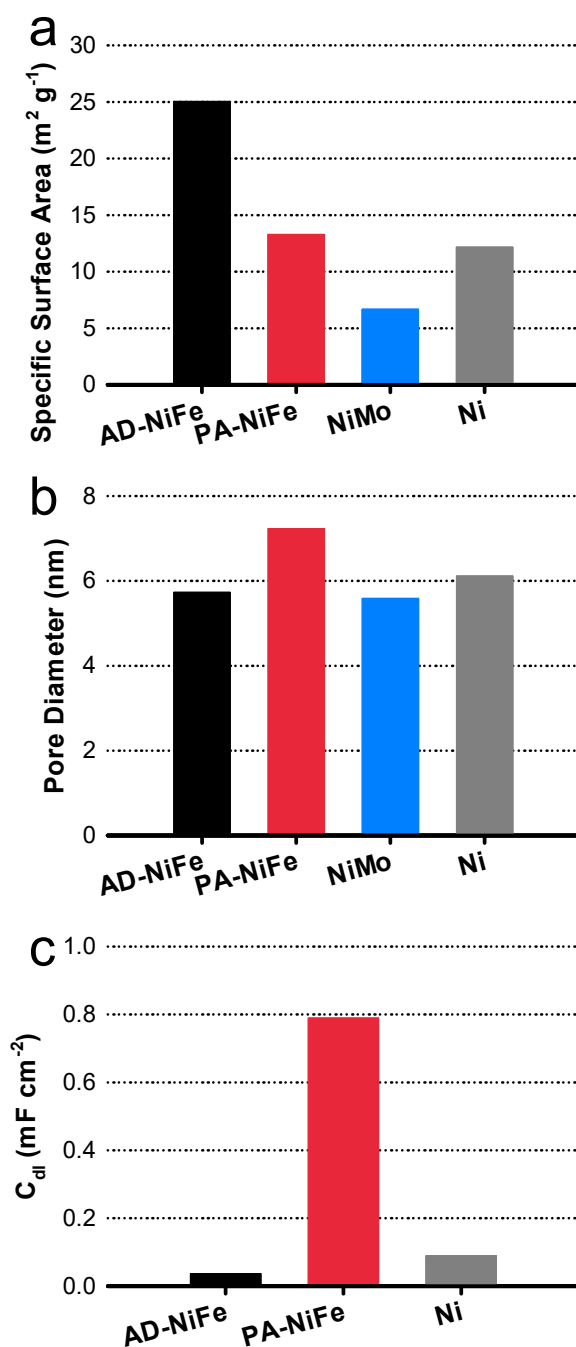 a
Specific Surface Area (m² g⁻¹)
30
25
20
15
10
5
0
AD-NiFe
PA-NiFe
NiMo
Ni
b
Pore Diameter (nm)
8
6
4
2
0
AD-NiFe
PA-NiFe
NiMo
Ni
c
C_dl (mF cm⁻²)
1.0
0.8
0.6
0.4
0.2
0.0
AD-NiFe
PA-NiFe
Ni